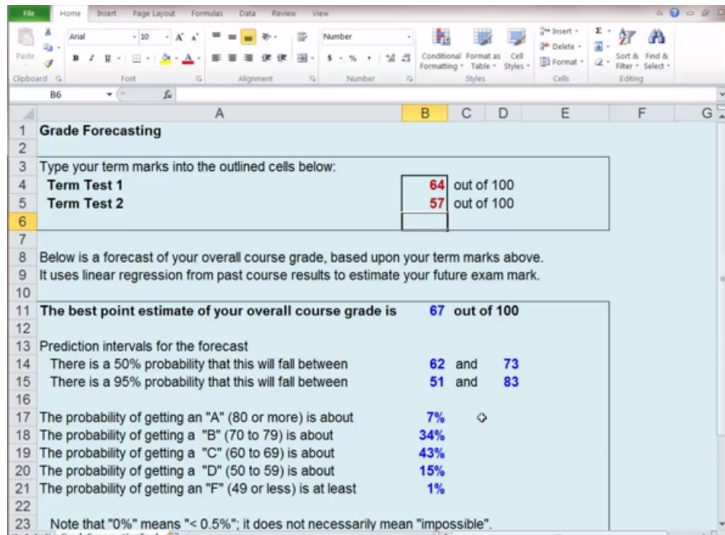 File Home Insert Page Layout Formulas Data Review View
Arial 10 A A Number Insert Σ
Paste B I U $ % , Conditional Format as Cell Delete Sort & Find &
Formatting Table Styles Format Filter Select
Clipboard Font Alignment Number Styles Cells Editing
B6 fx
A B C D E F G
1 Grade Forecasting
2
3 Type your term marks into the outlined cells below:
4 Term Test 1 64 out of 100
5 Term Test 2 57 out of 100
6
7
8 Below is a forecast of your overall course grade, based upon your term marks above.
9 It uses linear regression from past course results to estimate your future exam mark.
10
11 The best point estimate of your overall course grade is 67 out of 100
12
13 Prediction intervals for the forecast
14 There is a 50% probability that this will fall between 62 and 73
15 There is a 95% probability that this will fall between 51 and 83
16
17 The probability of getting an "A" (80 or more) is about 7%
18 The probability of getting a "B" (70 to 79) is about 34%
19 The probability of getting a "C" (60 to 69) is about 43%
20 The probability of getting a "D" (50 to 59) is about 15%
21 The probability of getting an "F" (49 or less) is at least 1%
22
23 Note that "0%" means "< 0.5%"; it does not necessarily mean "impossible".